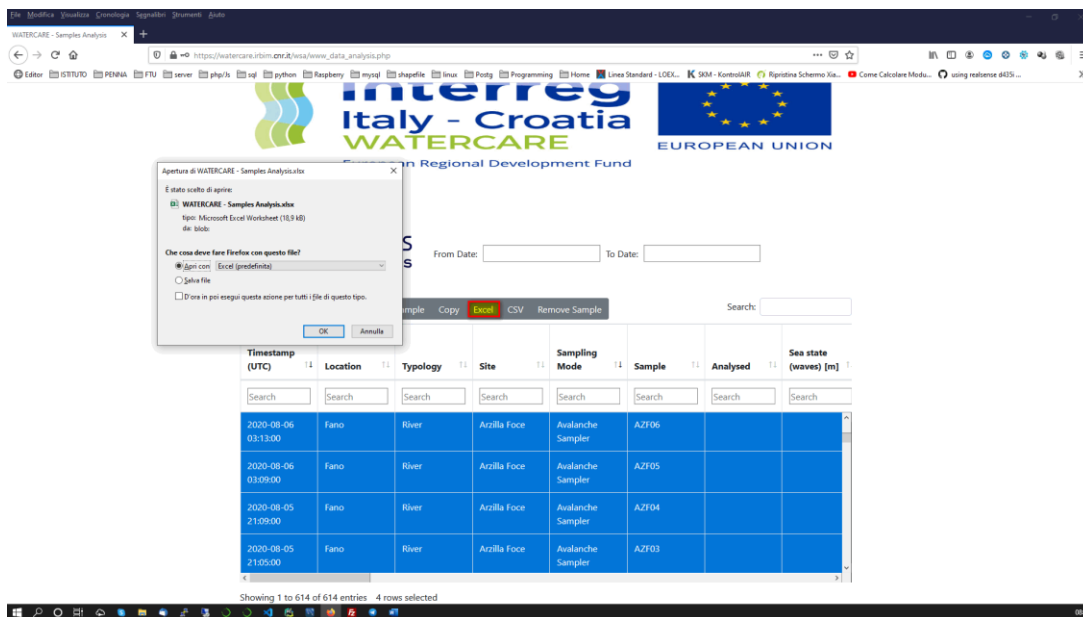 File Modifica Visualizza Cronologia Segnalibri Strumenti Aiuto
WATERCARE - Samples Analysis
https://watercare.irbim.cnr.it/wsa/www_data_analysis.php
Editor ISTITUTO PENNA FTU server php/Js sql python Raspberry mysql shapefile linux Postg Programming Home Linea Standard - LOEX... SKM - KontrolAIR Ripristina Schermo Xia... Come Calcolare Modu... using realsense d435i ...
Interreg
Italy - Croatia
WATERCARE
EUROPEAN UNION
European Regional Development Fund
Apertura di WATERCARE - Samples Analysis.xlsx
È stato scelto di aprire:
WATERCARE - Samples Analysis.xlsx
tipo: Microsoft Excel Worksheet (18,9 kB)
da: blob:
Che cosa deve fare Firefox con questo file?
Apri con Excel (predefinita)
Salva file
D'ora in poi esegui questa azione per tutti i file di questo tipo.
OK Annulla
From Date: To Date:
Copy Excel CSV Remove Sample Search:
Timestamp (UTC) Location Typology Site Sampling Mode Sample Analysed Sea state (waves) [m]
Search Search Search Search Search Search Search Search
2020-08-06 03:13:00 Fano River Arzilla Foce Avalanche Sampler AZF06
2020-08-06 03:09:00 Fano River Arzilla Foce Avalanche Sampler AZF05
2020-08-05 21:09:00 Fano River Arzilla Foce Avalanche Sampler AZF04
2020-08-05 21:05:00 Fano River Arzilla Foce Avalanche Sampler AZF03
Showing 1 to 614 of 614 entries 4 rows selected